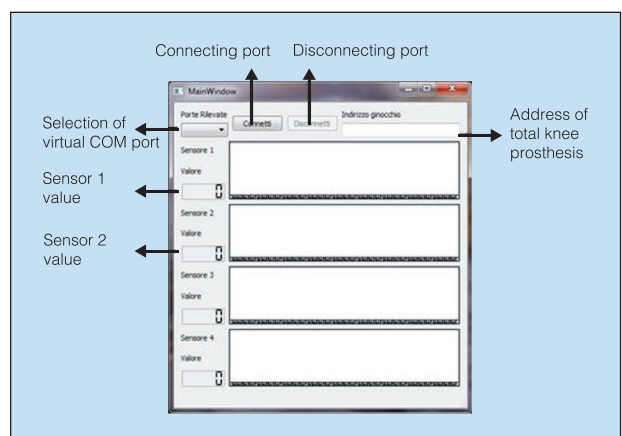 Connecting port
Disconnecting port
MainWindow
Porte Rilevate
Connetti
Disconnetti
Indirizzo ginocchio
Selection of
virtual COM port
Address of
total knee
prosthesis
Sensore 1
Valore
0
Sensor 1
value
Sensore 2
Valore
0
Sensor 2
value
Sensore 3
Valore
0
Sensore 4
Valore
0